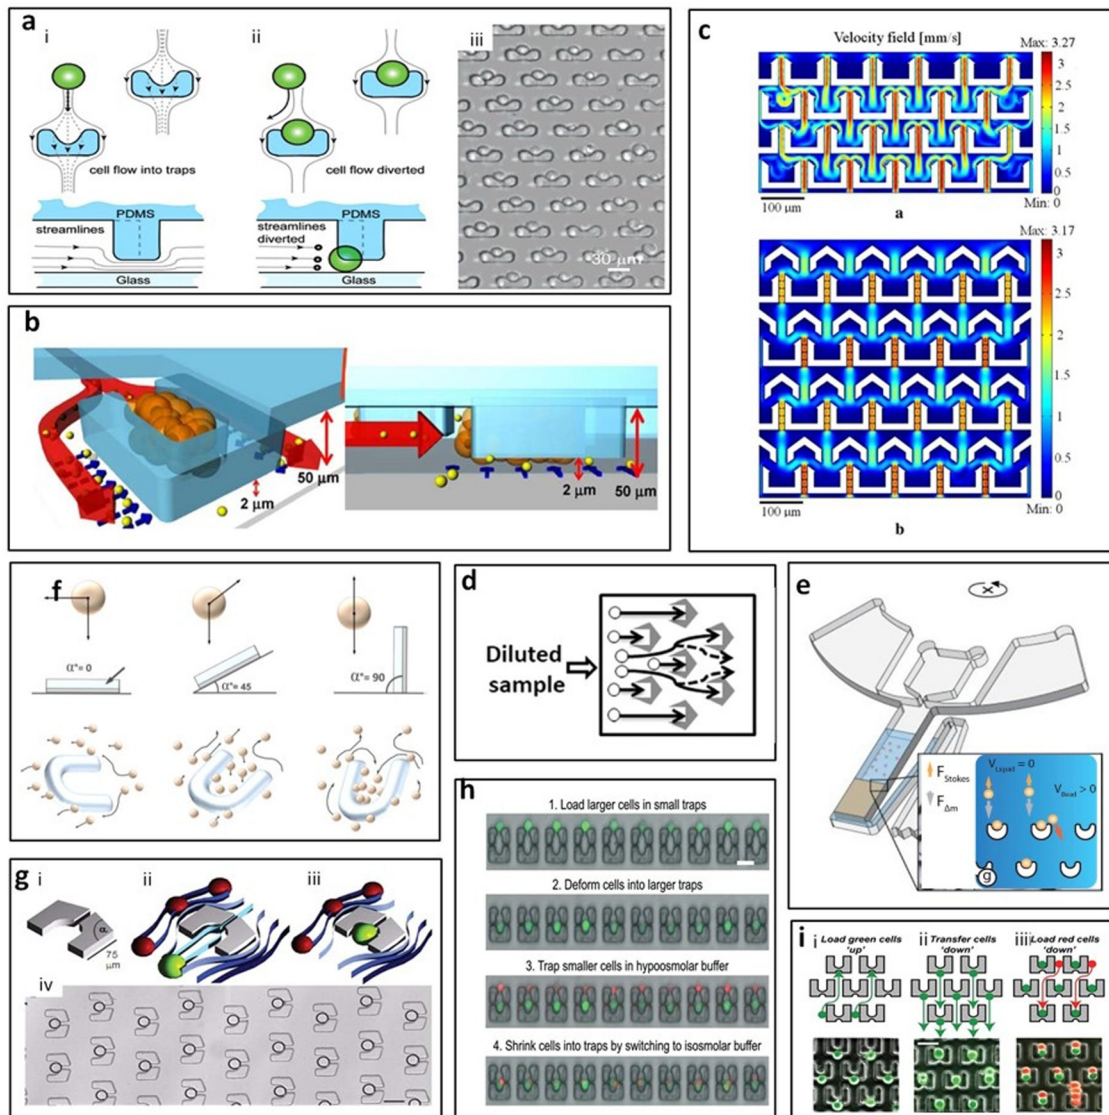 a
i
ii
iii
cell flow into traps
cell flow diverted
PDMS
streamlines
Glass
PDMS
streamlines
diverted
Glass
30 μm
b
50 μm
2 μm
2 μm
50 μm
c
Velocity field [mm/s]
Max: 3.27
3
2.5
2
1.5
1
0.5
0
Min: 0
100 μm
a
Max: 3.17
3
2.5
2
1.5
1
0.5
0
Min: 0
100 μm
b
f
α°= 0
α°= 45
α°= 90
d
Diluted
sample
e
F Stokes
F Δm
V Liquid = 0
V Bead > 0
g
g
i
ii
iii
α
75
μm
iv
h
1. Load larger cells in small traps
2. Deform cells into larger traps
3. Trap smaller cells in hypoosmolar buffer
4. Shrink cells into traps by switching to isosmolar buffer
i
i Load green cells
'up'
ii Transfer cells
'down'
iii Load red cells
'down'